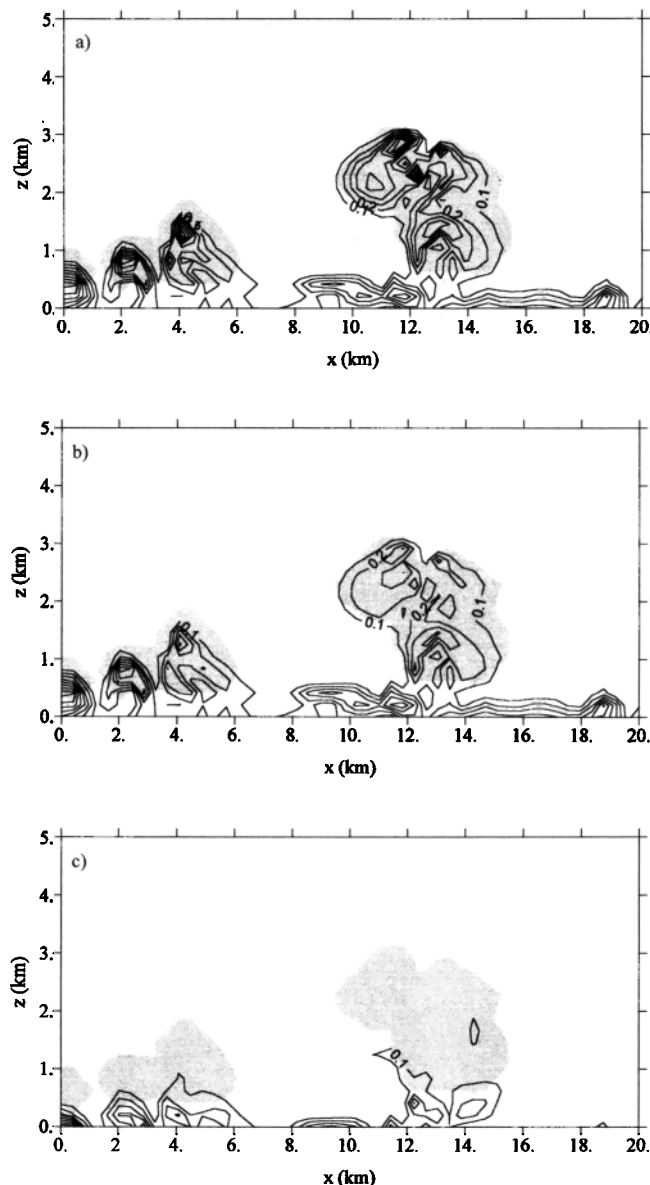 a)
5.
4.
3.
2.
1.
0.
z (km)
0.1
0.2
0.1
0. 2. 4. 6. 8. 10. 12. 14. 16. 18. 20.
x (km)
b)
5.
4.
3.
2.
1.
0.
z (km)
0.2
0.1
0.1
0.2
0.1
0. 2. 4. 6. 8. 10. 12. 14. 16. 18. 20.
x (km)
c)
5.
4.
3.
2.
1.
0.
z (km)
0.1
0. 2. 4. 6. 8. 10. 12. 14. 16. 18. 20.
x (km)